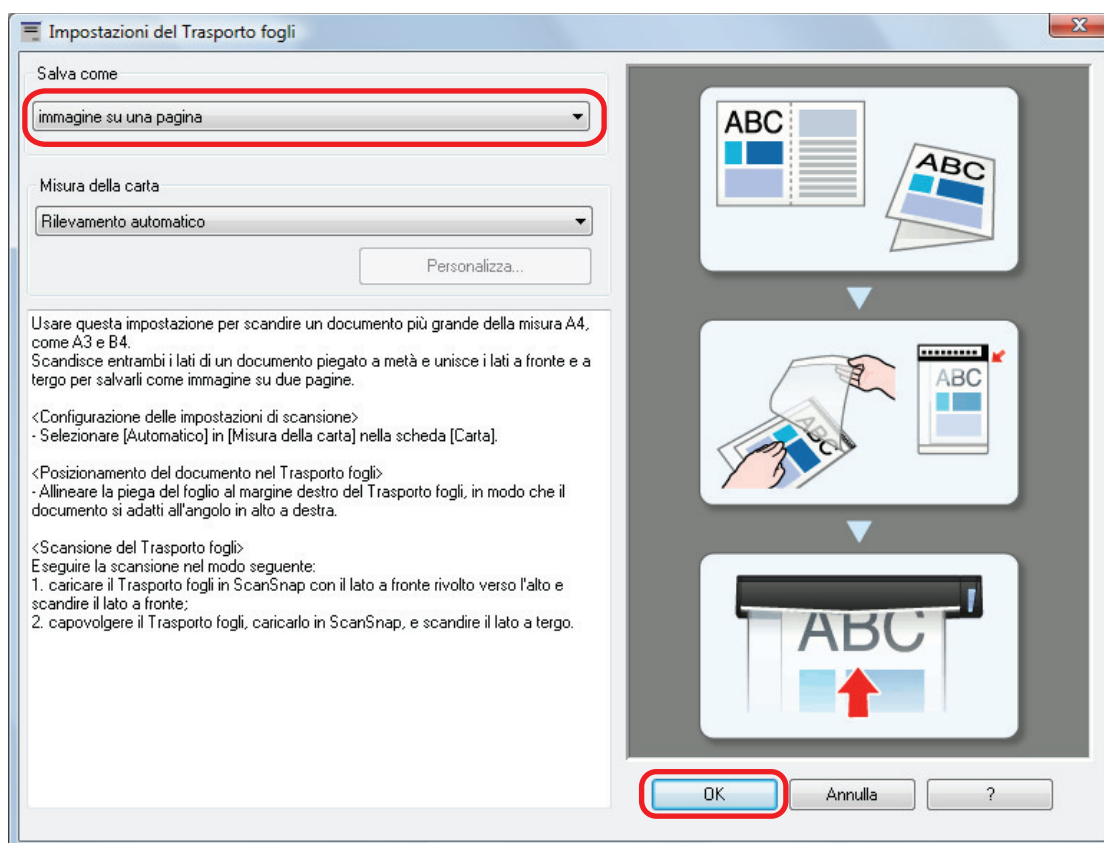 Impostazioni del Trasporto fogli
Salva come
immagine su una pagina
Misura della carta
Rilevamento automatico
Personalizza...
Usare questa impostazione per scandire un documento più grande della misura A4,
come A3 e B4.
Scandisce entrambi i lati di un documento piegato a metà e unisce i lati a fronte e a
tergo per salvarli come immagine su due pagine.
<Configurazione delle impostazioni di scansione>
- Selezionare [Automatico] in [Misura della carta] nella scheda [Carta].
<Posizionamento del documento nel Trasporto fogli>
- Allineare la piega del foglio al margine destro del Trasporto fogli, in modo che il
documento si adatti all'angolo in alto a destra.
<Scansione del Trasporto fogli>
Eseguire la scansione nel modo seguente:
1. caricare il Trasporto fogli in ScanSnap con il lato a fronte rivolto verso l'alto e
scandire il lato a fronte;
2. capovolgere il Trasporto fogli, caricarlo in ScanSnap, e scandire il lato a tergo.
ABC
ABC
ABC
ABC
ABC
OK
Annulla
?